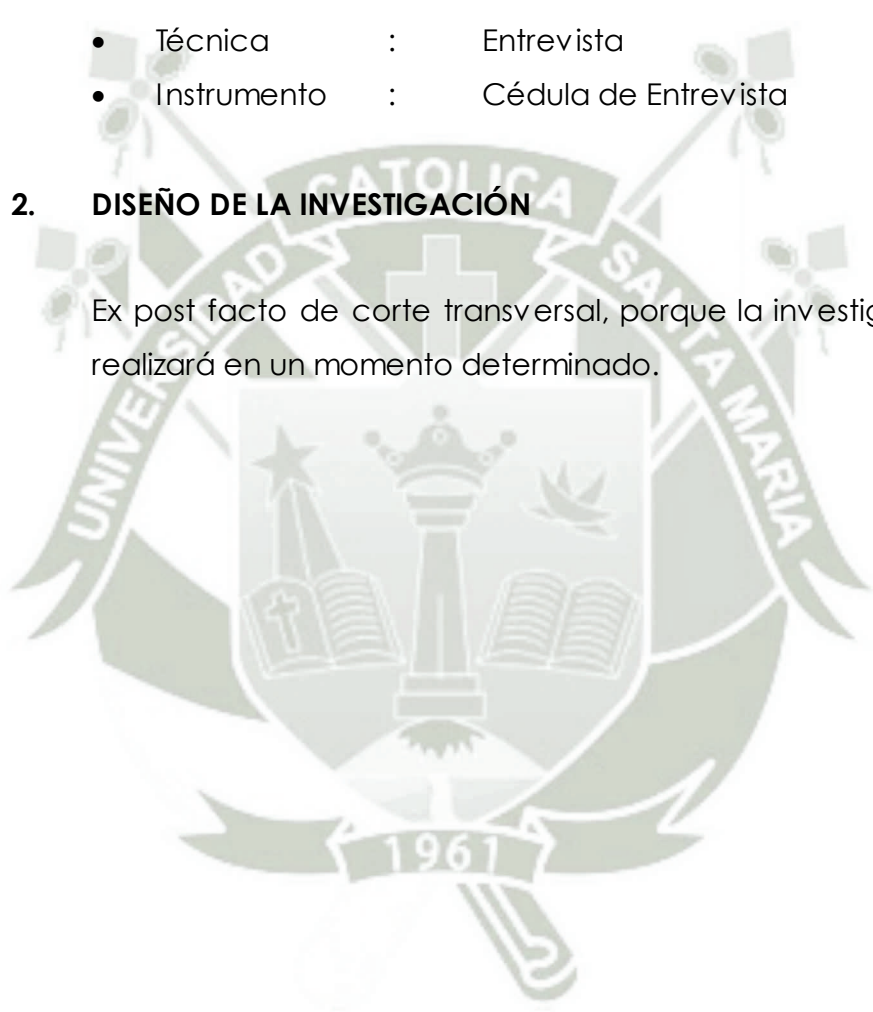 • Técnica : Entrevista
• Instrumento : Cédula de Entrevista
2. DISEÑO DE LA INVESTIGACIÓN
Ex post facto de corte transversal, porque la investig
realizará en un momento determinado.
UNIVERSIDAD CATOLICA SANTA MARIA
1961